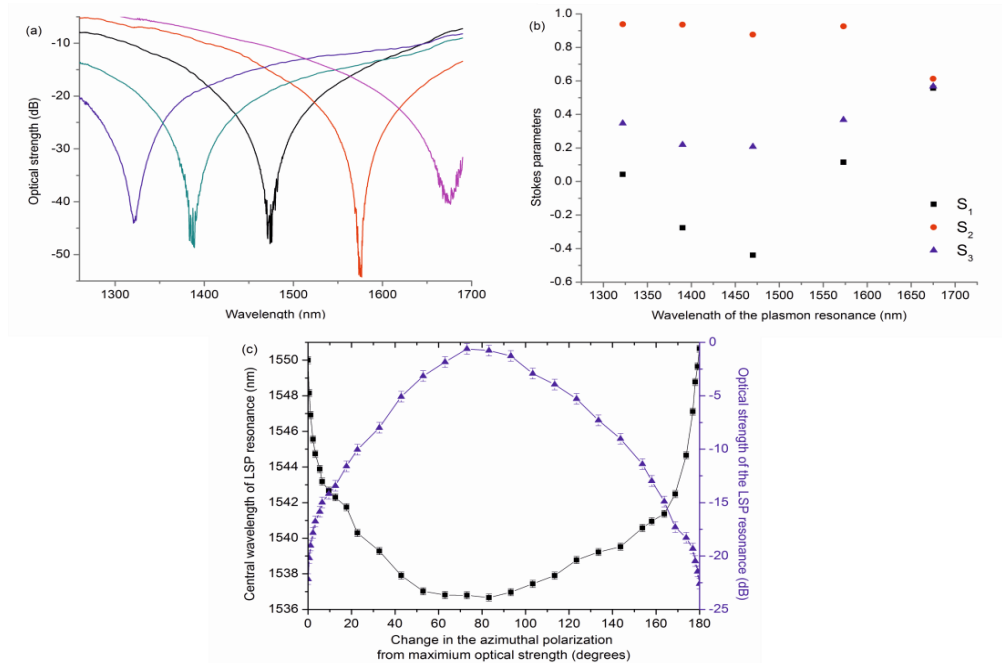 (a)
-10
-20
-30
-40
-50
Optical strength (dB)
1300 1400 1500 1600 1700
Wavelength (nm)
(b)
1.0
0.8
0.6
0.4
0.2
0.0
-0.2
-0.4
-0.6
Stokes parameters
S1
S2
S3
1300 1350 1400 1450 1500 1550 1600 1650 1700
Wavelength of the plasmon resonance (nm)
(c)
1550
1548
1546
1544
1542
1540
1538
1536
Central wavelength of LSP resonance (nm)
0
-5
-10
-15
-20
-25
Optical strength of the LSP resonance (dB)
0 20 40 60 80 100 120 140 160 180
Change in the azimuthal polarization
from maximium optical strength (degrees)